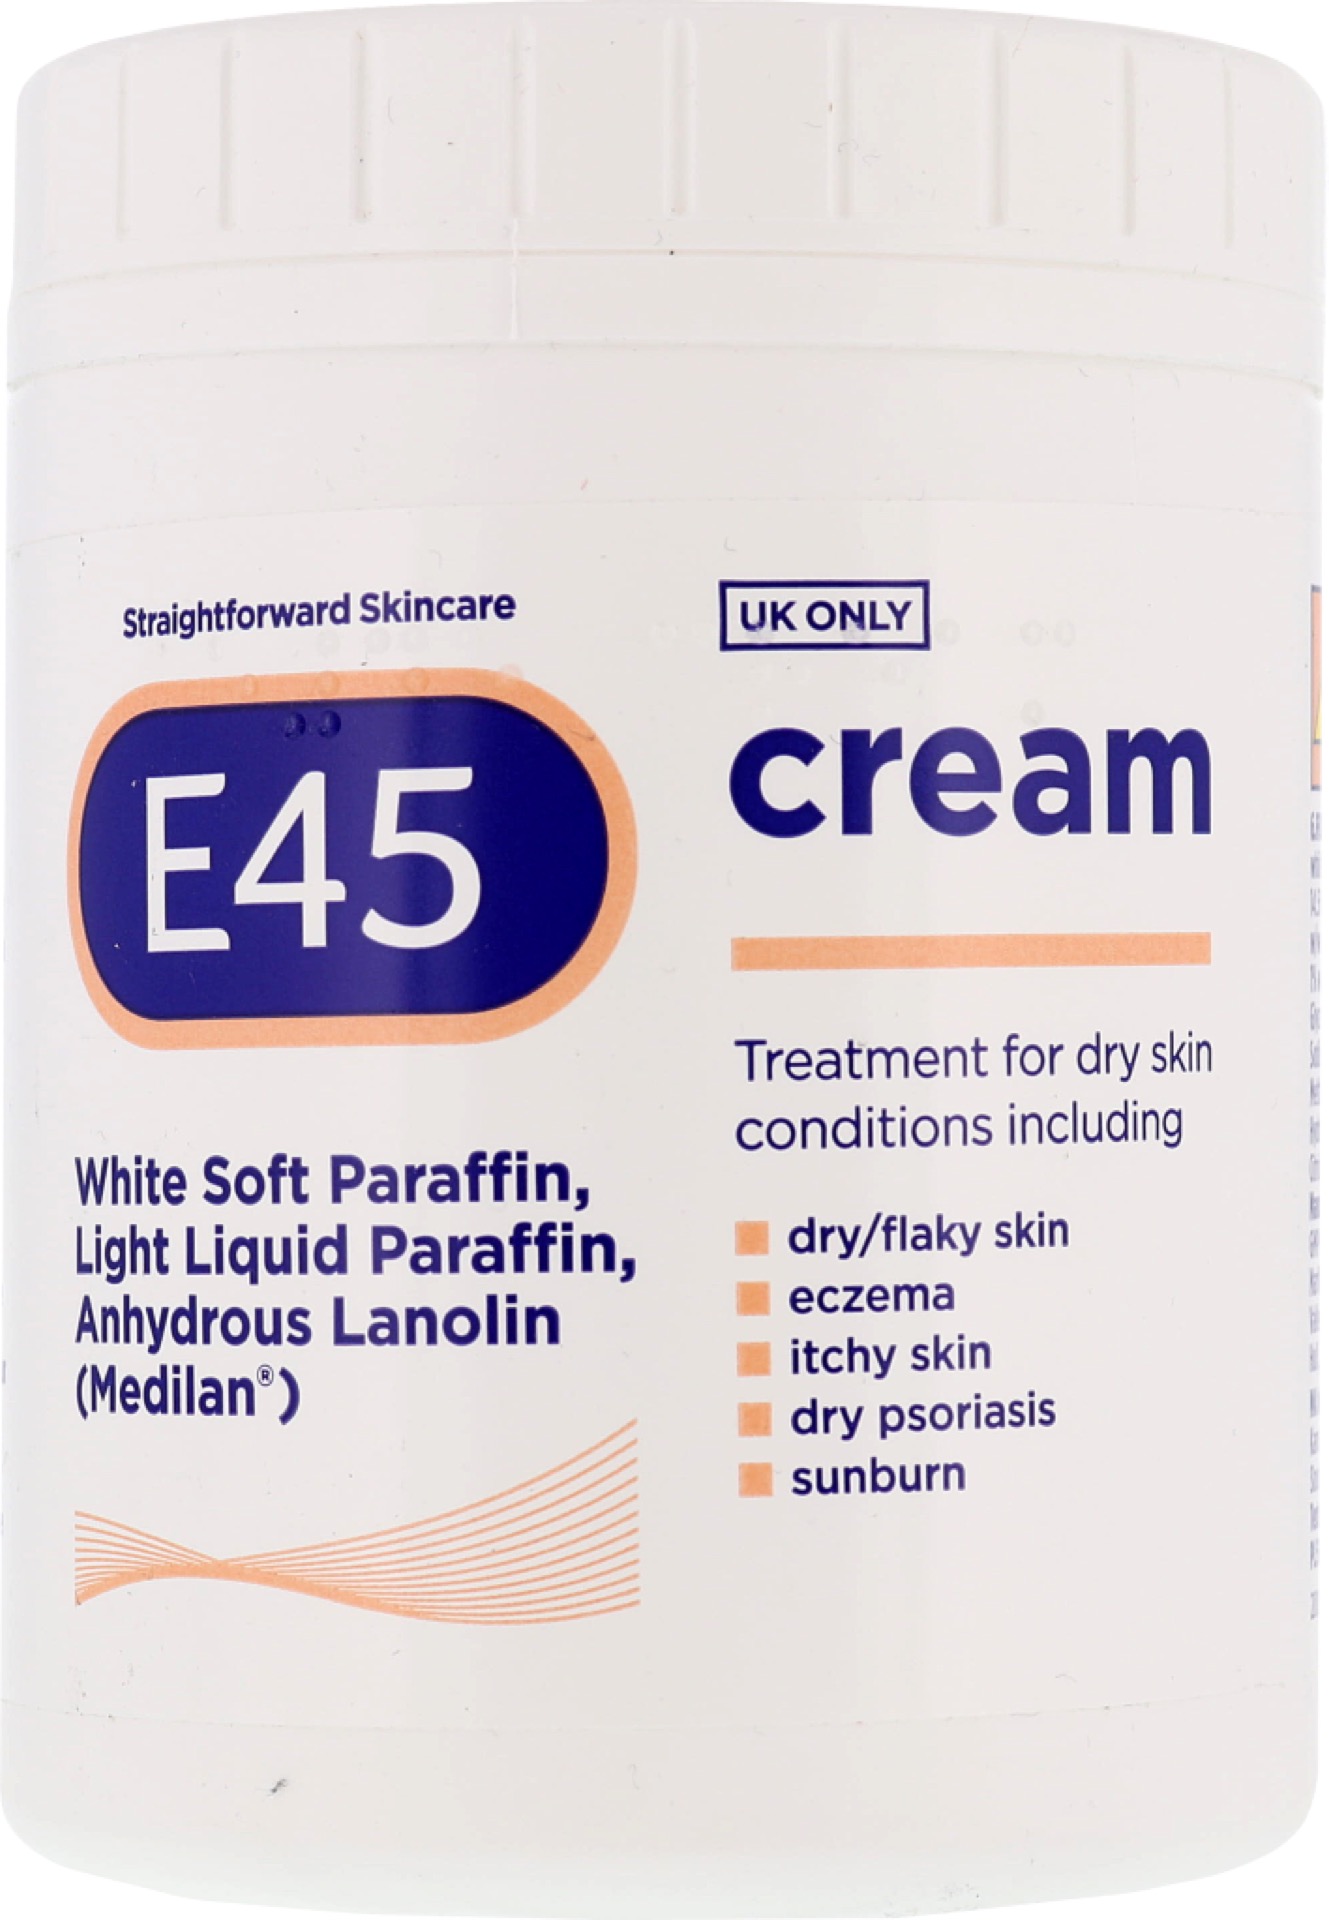 Straightforward Skincare
E45
White Soft Paraffin,
Light Liquid Paraffin,
Anhydrous Lanolin
(Medilan®)
UK ONLY
cream
Treatment for dry skin
conditions including
dry/flaky skin
eczema
itchy skin
dry psoriasis
sunburn